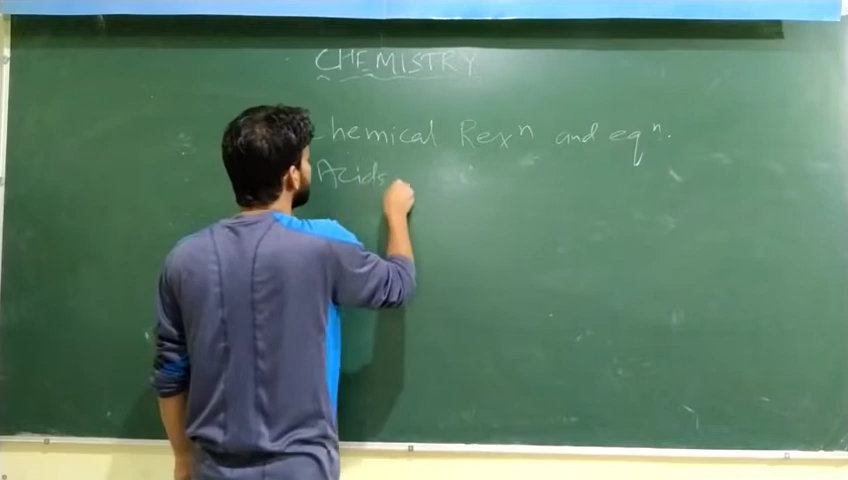 CHEMISTRY
hemical Rexⁿ and eqⁿ.
Acids